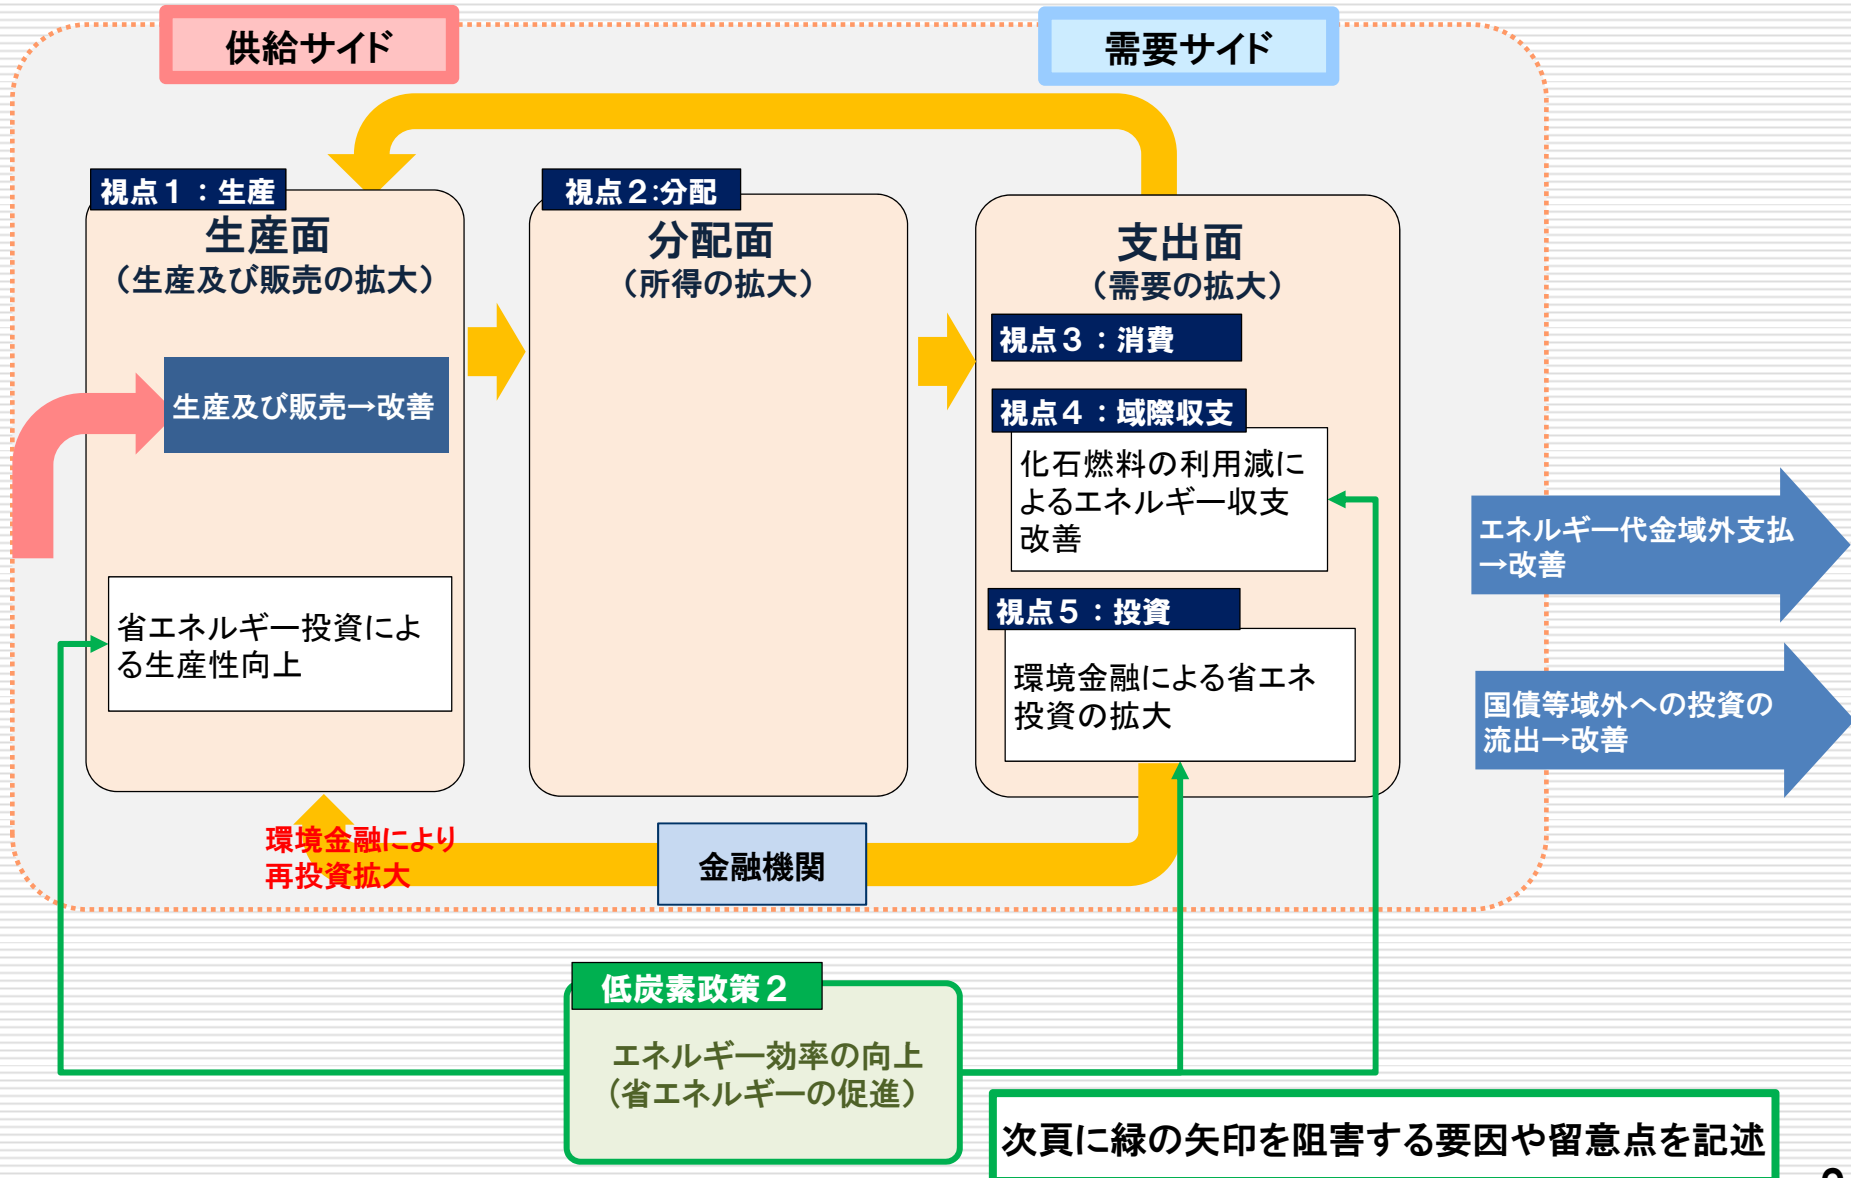 供給サイド
需要サイド
視点１：生産
生産面
（生産及び販売の拡大）
生産及び販売→改善
省エネルギー投資によ
る生産性向上
視点２:分配
分配面
（所得の拡大）
支出面
（需要の拡大）
視点３：消費
視点４：域際収支
化石燃料の利用減に
よるエネルギー収支
改善
視点５：投資
環境金融による省エネ
投資の拡大
エネルギー代金域外支払
→改善
国債等域外への投資の
流出→改善
環境金融により
再投資拡大
金融機関
低炭素政策２
エネルギー効率の向上
（省エネルギーの促進）
次頁に緑の矢印を阻害する要因や留意点を記述